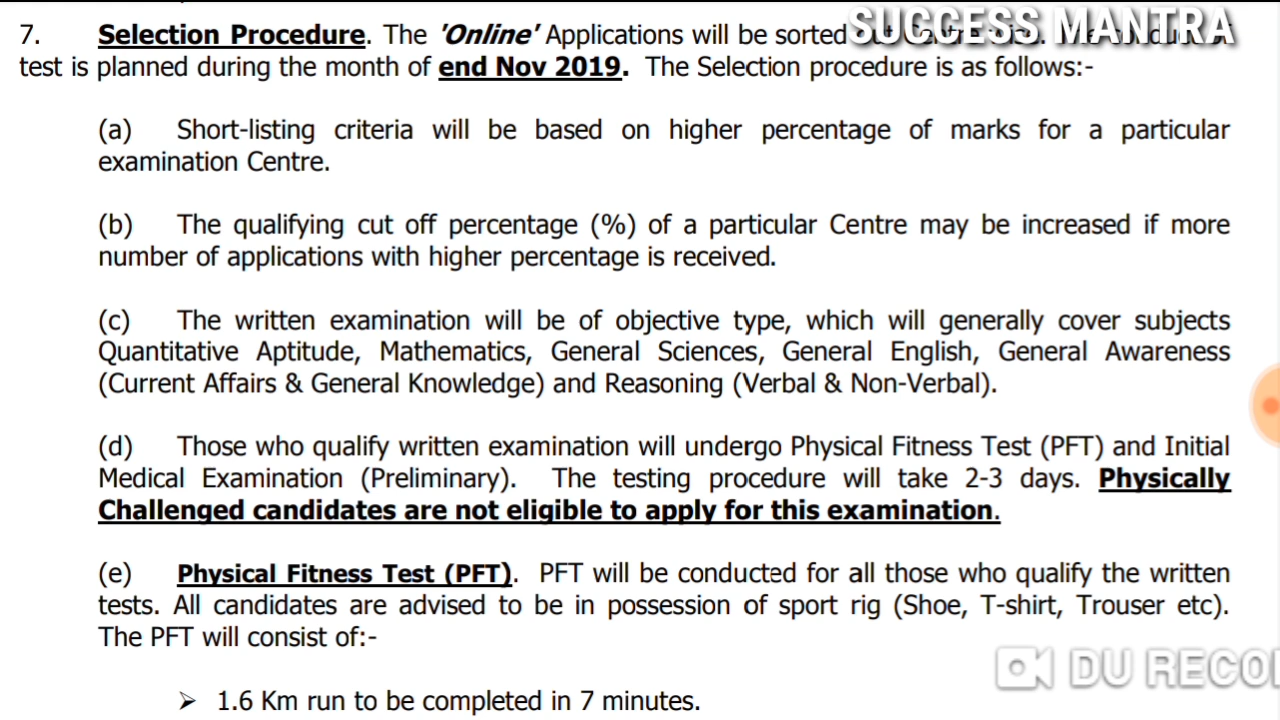 SUCCESS MANTRA
7. Selection Procedure. The 'Online' Applications will be sorted
test is planned during the month of end Nov 2019. The Selection procedure is as follows:-
(a) Short-listing criteria will be based on higher percentage of marks for a particular
examination Centre.
(b) The qualifying cut off percentage (%) of a particular Centre may be increased if more
number of applications with higher percentage is received.
(c) The written examination will be of objective type, which will generally cover subjects
Quantitative Aptitude, Mathematics, General Sciences, General English, General Awareness
(Current Affairs & General Knowledge) and Reasoning (Verbal & Non-Verbal).
(d) Those who qualify written examination will undergo Physical Fitness Test (PFT) and Initial
Medical Examination (Preliminary). The testing procedure will take 2-3 days. Physically
Challenged candidates are not eligible to apply for this examination.
(e) Physical Fitness Test (PFT). PFT will be conducted for all those who qualify the written
tests. All candidates are advised to be in possession of sport rig (Shoe, T-shirt, Trouser etc).
The PFT will consist of:-
DU RECO
➢ 1.6 Km run to be completed in 7 minutes.